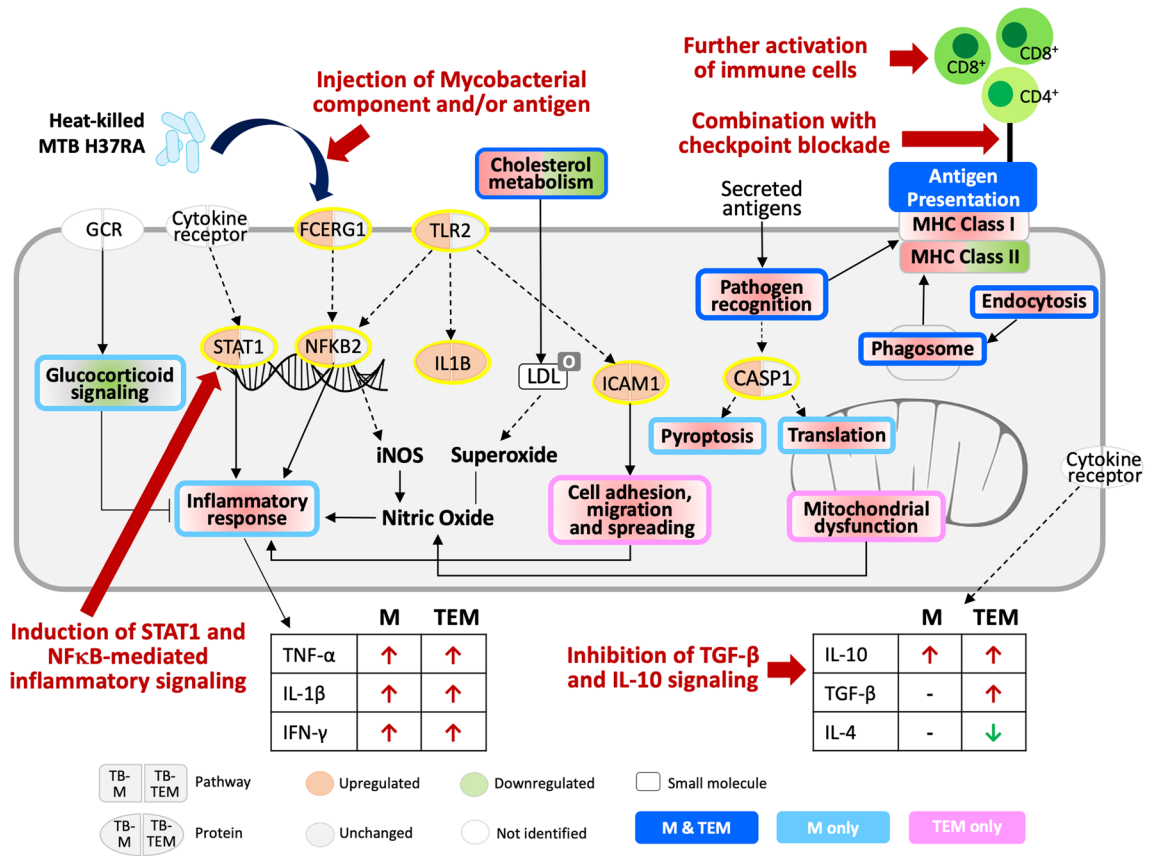 Further activation
of immune cells
CD8+
CD8+
CD4+
Injection of Mycobacterial
component and/or antigen
Heat-killed
MTB H37RA
Combination with
checkpoint blockade
Cholesterol
metabolism
Secreted
antigens
Antigen
Presentation
GCR
Cytokine
receptor
FCERG1
TLR2
MHC Class I
MHC Class II
Pathogen
recognition
Endocytosis
Phagosome
STAT1
NFKB2
IL1B
LDL
O
ICAM1
CASP1
Glucocorticoid
signaling
Pyroptosis
Translation
iNOS
Superoxide
Cytokine
receptor
Inflammatory
response
Nitric Oxide
Cell adhesion,
migration
and spreading
Mitochondrial
dysfunction
Induction of STAT1 and
NFκB-mediated
inflammatory signaling
M TEM
TNF-α ↑ ↑
IL-1β ↑ ↑
IFN-γ ↑ ↑
Inhibition of TGF-β
and IL-10 signaling
M TEM
IL-10 ↑ ↑
TGF-β - ↑
IL-4 - ↓
TB-
M
TB-
TEM
Pathway
Upregulated
Downregulated
Small molecule
TB-
M
TB-
TEM
Protein
Unchanged
Not identified
M & TEM
M only
TEM only